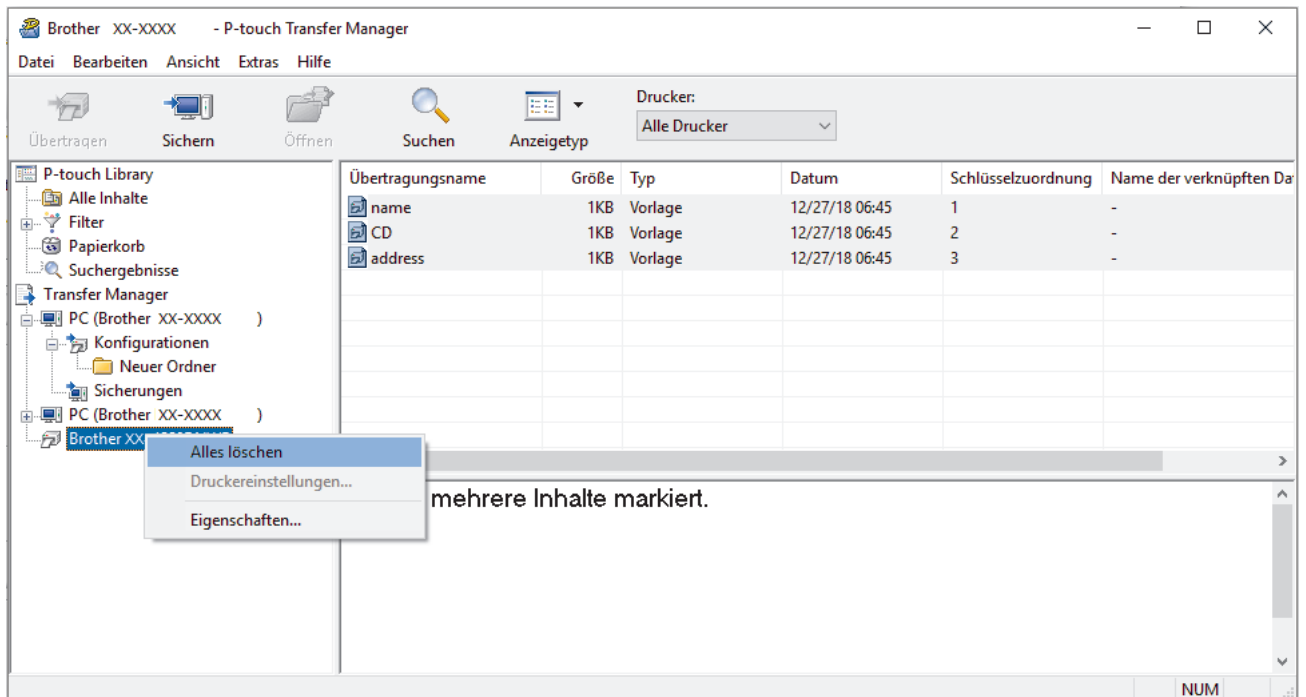 Brother XX-XXXX - P-touch Transfer Manager
Datei Bearbeiten Ansicht Extras Hilfe
Übertragen Sichern Öffnen Suchen Anzeigetyp
Drucker:
Alle Drucker
P-touch Library
Alle Inhalte
Filter
Papierkorb
Suchergebnisse
Transfer Manager
PC (Brother XX-XXXX )
Konfigurationen
Neuer Ordner
Sicherungen
PC (Brother XX-XXXX )
Brother XX
Alles löschen
Druckereinstellungen...
Eigenschaften...
Übertragungsname Größe Typ Datum Schlüsselzuordnung Name der verknüpften Da
name 1KB Vorlage 12/27/18 06:45 1 -
CD 1KB Vorlage 12/27/18 06:45 2 -
address 1KB Vorlage 12/27/18 06:45 3 -
mehrere Inhalte markiert.
NUM